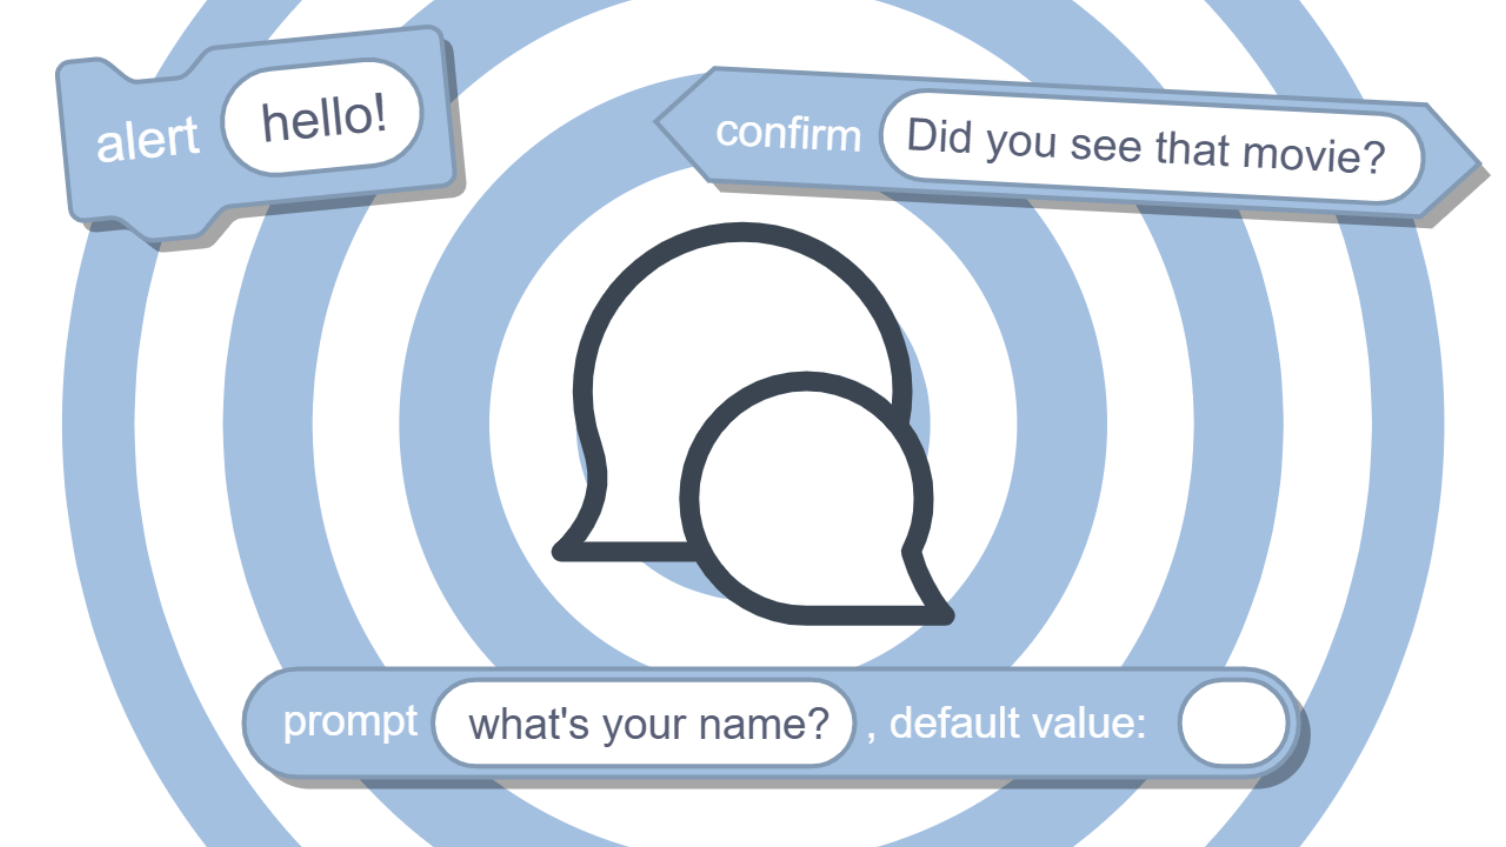 alert hello!
confirm Did you see that movie?
prompt what's your name? , default value: